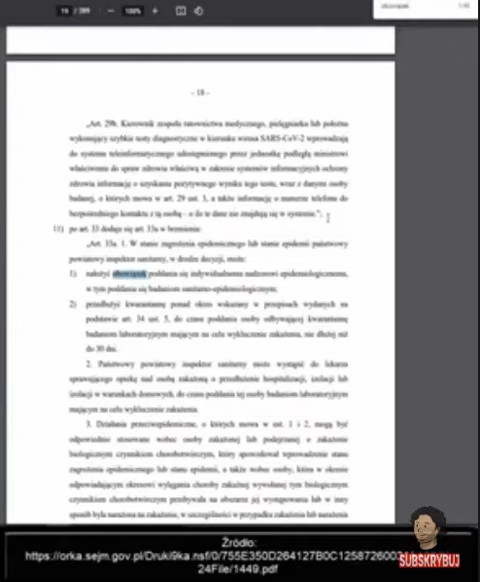 19 / 289 — 100% +
obowiązek
– 18 –
„Art. 29b. Kierownik zespołu ratownictwa medycznego, pielęgniarka lub położna
wykonujący szybkie testy diagnostyczne w kierunku wirusa SARS-CoV-2 wprowadzają
do systemu teleinformatycznego udostępnionego przez jednostkę podległą ministrowi
właściwemu do spraw zdrowia właściwą w zakresie systemów informacyjnych ochrony
zdrowia informację o uzyskaniu pozytywnego wyniku tego testu, wraz z danymi osoby
badanej, o których mowa w art. 29 ust. 3, a także informację o numerze telefonu do
bezpośredniego kontaktu z tą osobą – o ile te dane nie znajdują się w systemie.";
11) po art. 33 dodaje się art. 33a w brzmieniu:
„Art. 33a. 1. W stanie zagrożenia epidemicznego lub stanie epidemii państwowy
powiatowy inspektor sanitarny, w drodze decyzji, może:
1) nałożyć obowiązek poddania się indywidualnemu nadzorowi epidemiologicznemu,
w tym poddania się badaniom sanitarno-epidemiologicznym;
2) przedłużyć kwarantannę ponad okres wskazany w przepisach wydanych na
podstawie art. 34 ust. 5, do czasu poddania osoby odbywającej kwarantannę
badaniom laboratoryjnym mającym na celu wykluczenie zakażenia, nie dłużej niż
do 30 dni.
2. Państwowy powiatowy inspektor sanitarny może wystąpić do lekarza
sprawującego opiekę nad osobą zakażoną o przedłużenie hospitalizacji, izolacji lub
izolacji w warunkach domowych, do czasu poddania tej osoby badaniom laboratoryjnym
mającym na celu wykluczenie zakażenia.
3. Działania przeciwepidemiczne, o których mowa w ust. 1 i 2, mogą być
odpowiednio stosowane wobec osoby zakażonej lub podejrzanej o zakażenie
biologicznym czynnikiem chorobotwórczym, który spowodował wprowadzenie stanu
zagrożenia epidemicznego lub stanu epidemii, a także wobec osoby, która w okresie
odpowiadającym okresowi wylęgania choroby zakaźnej wywołanej tym biologicznym
czynnikiem chorobotwórczym przebywała na obszarze jej występowania lub w inny
sposób była narażona na zakażenie, w szczególności w przypadku zakażenia lub narażenia
Źródło:
https://orka.sejm.gov.pl/Druki9ka.nsf/0/755E350D264127B0C1258726003
24File/1449.pdf
SUBSKRYBUJ